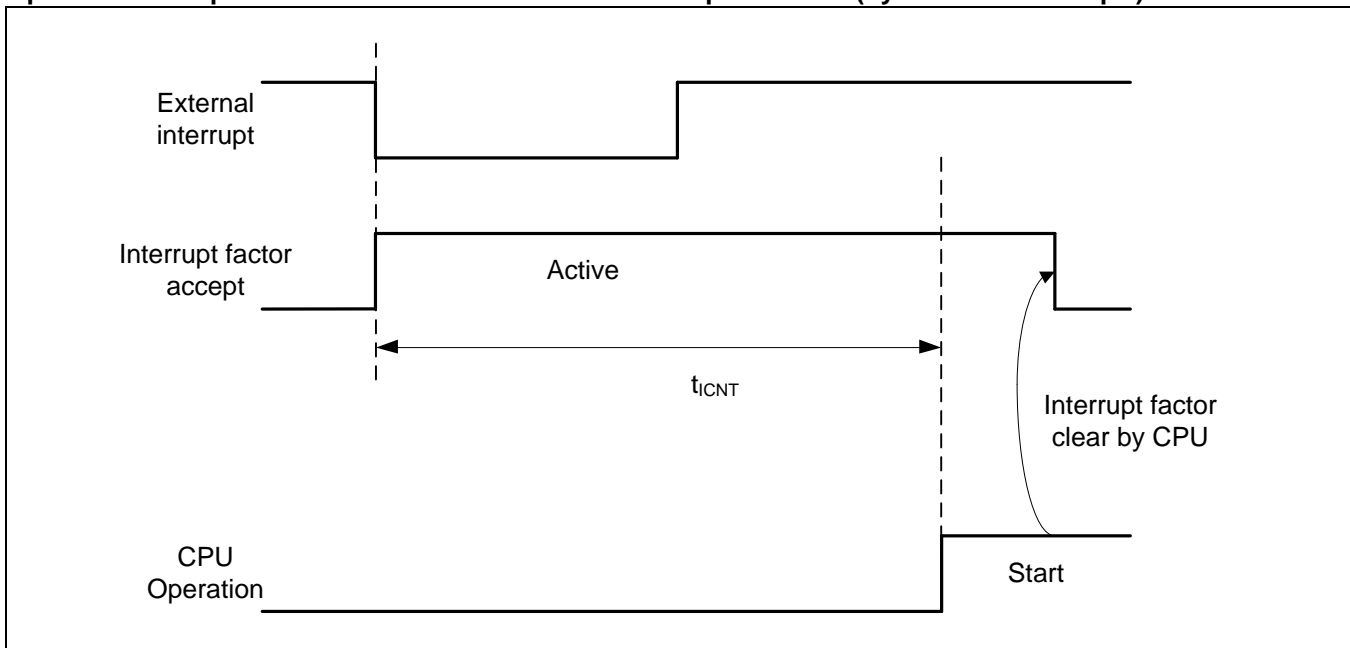 External
interrupt
Interrupt factor
accept
Active
tICNT
Interrupt factor
clear by CPU
CPU
Operation
Start